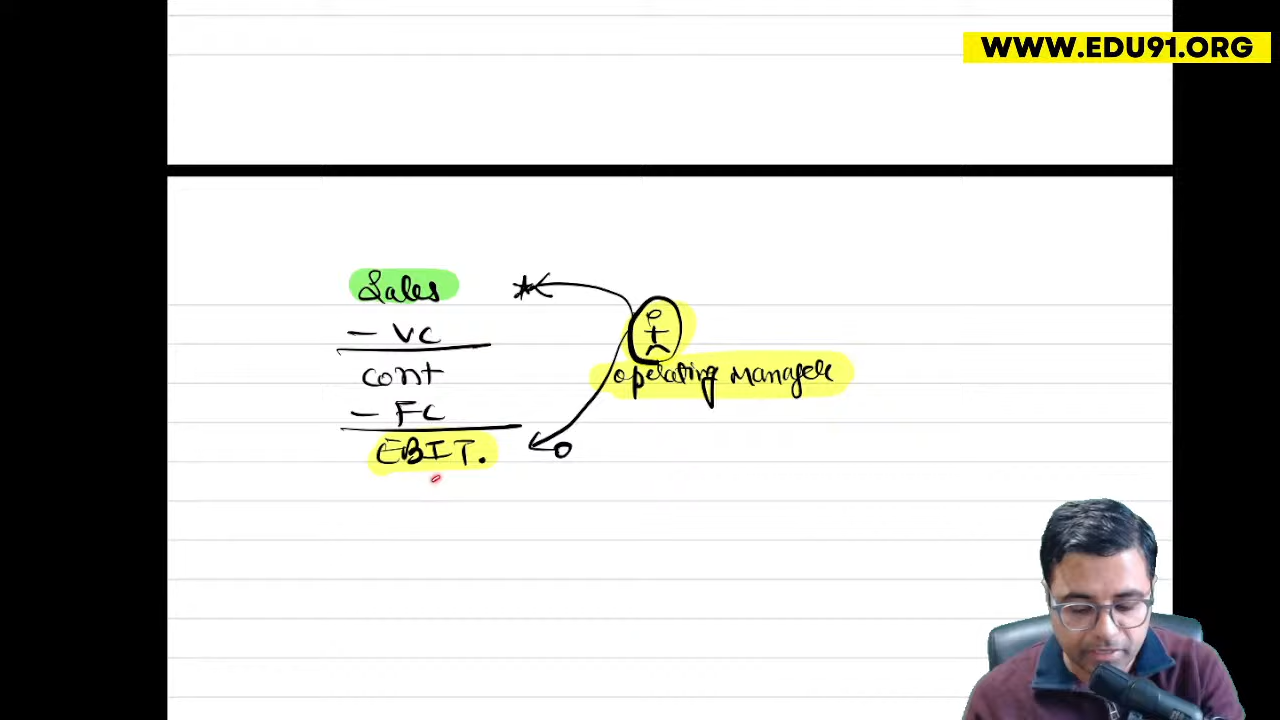 WWW.EDU91.ORG
Sales
- VC
cont
- FC
EBIT.
operating Manager